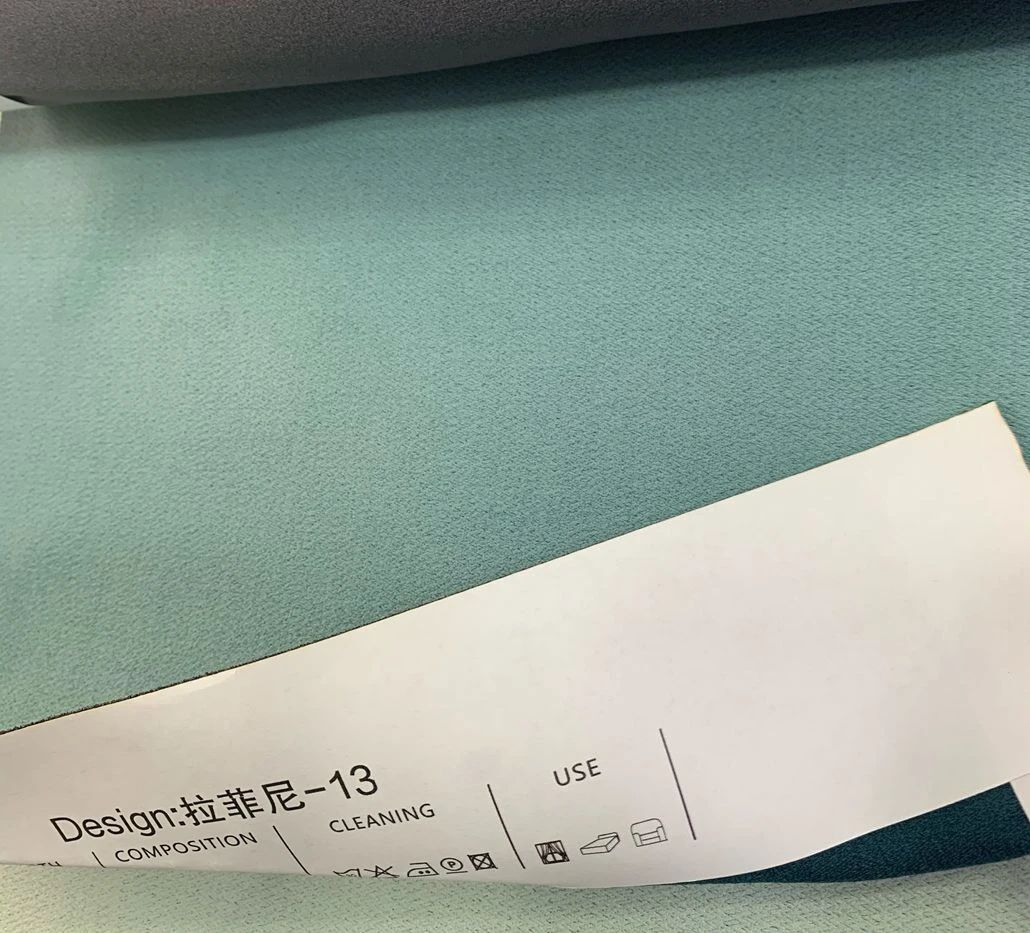 Design:拉菲尼-13
COMPOSITION
CLEANING
USE